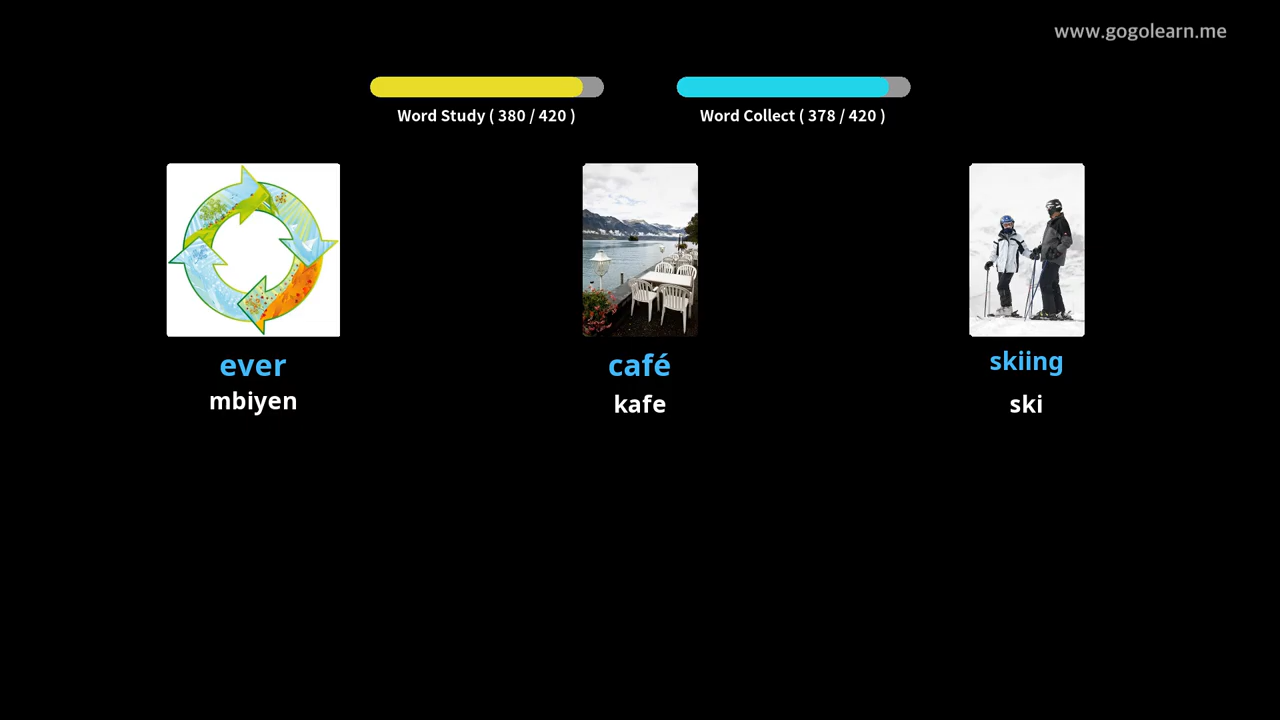 www.gogolearn.me
Word Study ( 380 / 420 )
Word Collect ( 378 / 420 )
ever
café
skiing
mbiyen
kafe
ski